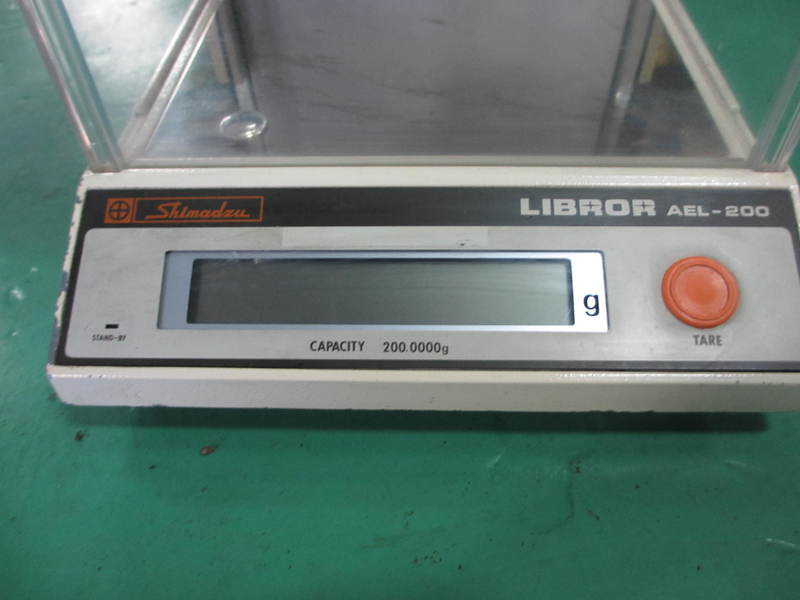 Shimadzu
LIBROR AEL-200
g
STAND-BY
CAPACITY 200.0000g
TARE